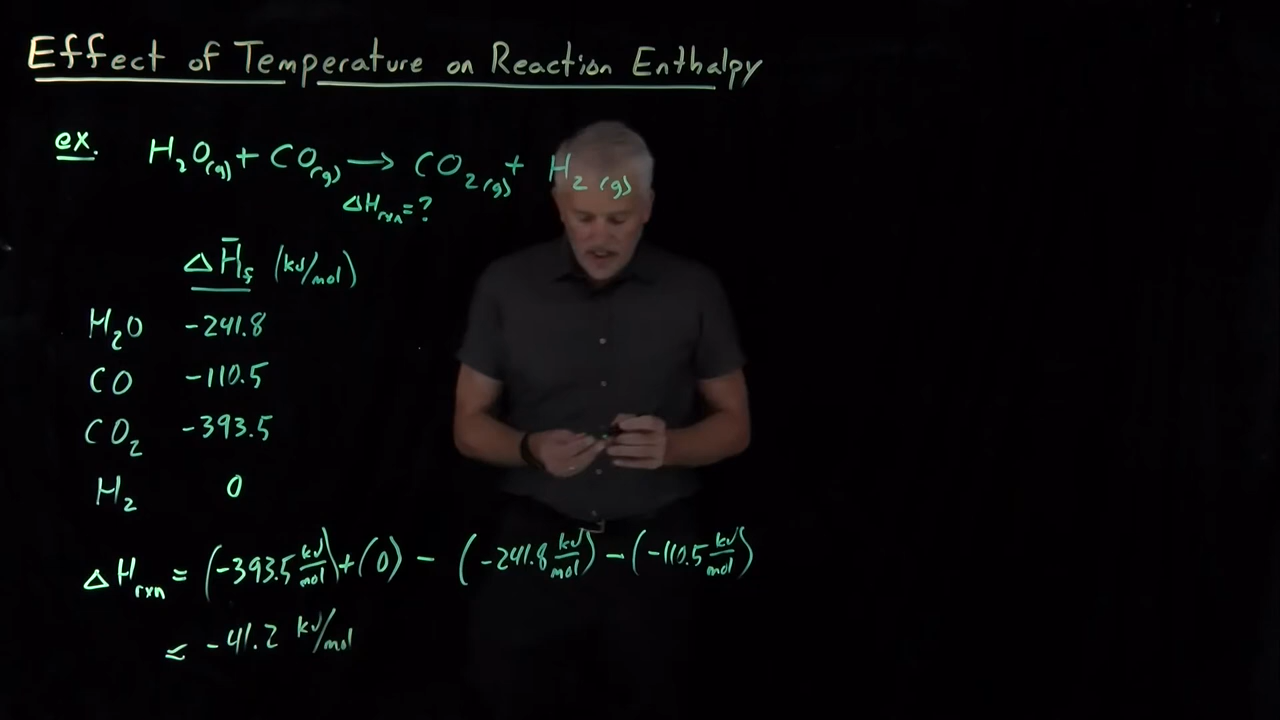 Effect of Temperature on Reaction Enthalpy
ex. H₂O(g) + CO(g) → CO₂(g) + H₂(g)
ΔHrxn = ?
ΔH̄f (kJ/mol)
H₂O -241.8
CO -110.5
CO₂ -393.5
H₂ 0
ΔHrxn = (-393.5 kJ/mol) + (0) - (-241.8 kJ/mol) - (-110.5 kJ/mol)
= -41.2 kJ/mol